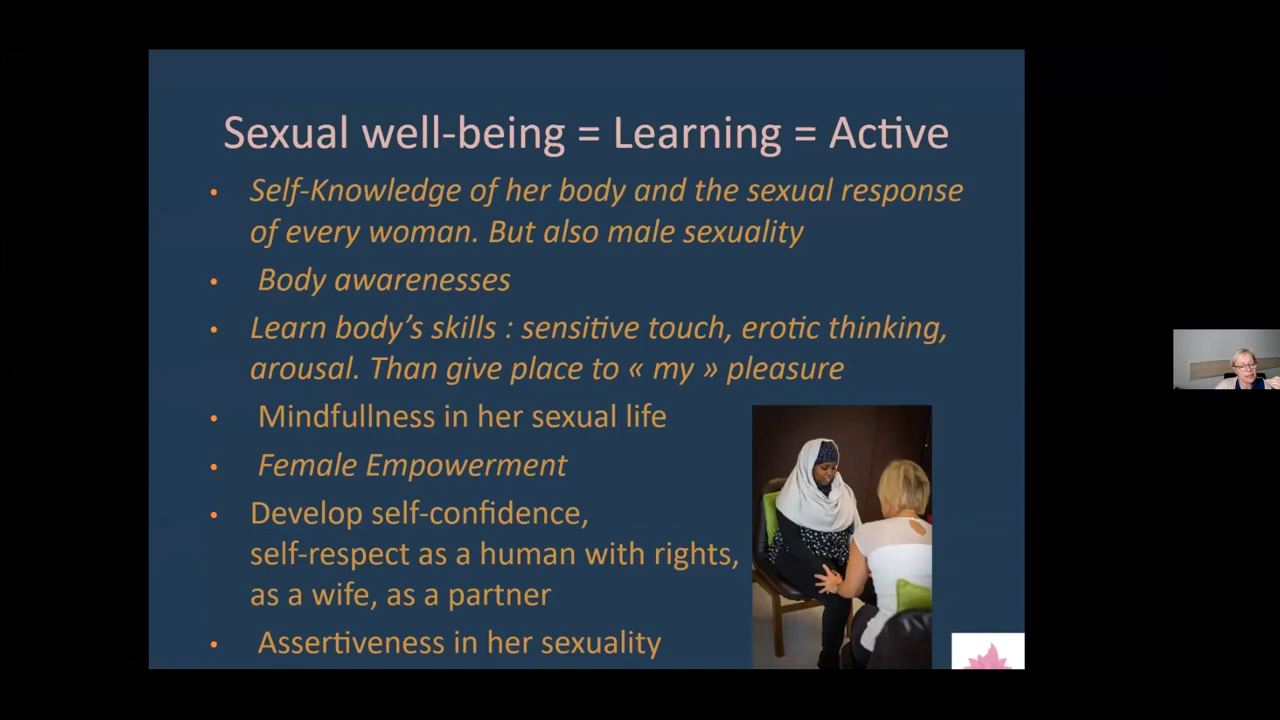 Sexual well-being = Learning = Active
• Self-Knowledge of her body and the sexual response
of every woman. But also male sexuality
• Body awarenesses
• Learn body’s skills : sensitive touch, erotic thinking,
arousal. Than give place to « my » pleasure
• Mindfullness in her sexual life
• Female Empowerment
• Develop self-confidence,
self-respect as a human with rights,
as a wife, as a partner
• Assertiveness in her sexuality